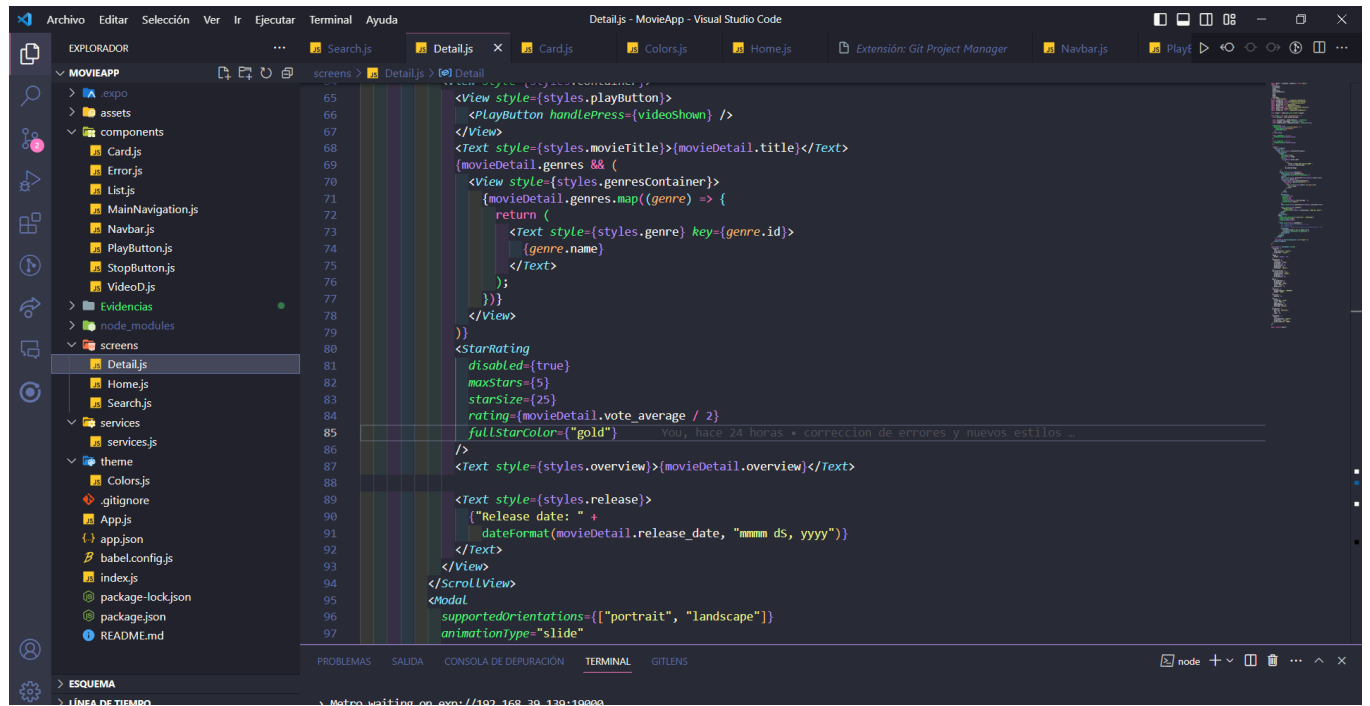 Archivo Editar Selección Ver Ir Ejecutar Terminal Ayuda
Detail.js - MovieApp - Visual Studio Code
EXPLORADOR
Search.js
Detail.js
Card.js
Colors.js
Home.js
Extensión: Git Project Manager
Navbar.js
MOVIEAPP
.expo
assets
components
Card.js
Error.js
List.js
MainNavigation.js
Navbar.js
PlayButton.js
StopButton.js
VideoD.js
Evidencias
node_modules
screens
Detail.js
Home.js
Search.js
services
services.js
theme
Colors.js
.gitignore
App.js
app.json
babel.config.js
index.js
package-lock.json
package.json
README.md
ESQUEMA
LÍNEA DE TIEMPO
2
screens > Detail.js > Detail
65 <View style={styles.playButton}>
66 <PlayButton handlePress={videoShown} />
67 </View>
68 <Text style={styles.movieTitle}>{movieDetail.title}</Text>
69 {movieDetail.genres && (
70 <View style={styles.genresContainer}>
71 {movieDetail.genres.map((genre) => {
72 return (
73 <Text style={styles.genre} key={genre.id}>
74 {genre.name}
75 </Text>
76 );
77 })}
78 </View>
79 )}
80 <StarRating
81 disabled={true}
82 maxStars={5}
83 starSize={25}
84 rating={movieDetail.vote_average / 2}
85 fullStarColor={"gold"} You, hace 24 horas • correccion de errores y nuevos estilos …
86 />
87 <Text style={styles.overview}>{movieDetail.overview}</Text>
88
89 <Text style={styles.release}>
90 {"Release date: " +
91 dateFormat(movieDetail.release_date, "mmmm dS, yyyy")}
92 </Text>
93 </View>
94 </ScrollView>
95 <Modal
96 supportedOrientations={["portrait", "landscape"]}
97 animationType="slide"
PROBLEMAS SALIDA CONSOLA DE DEPURACIÓN TERMINAL GITLENS
node
› Metro waiting on exp://192.168.39.139:19000